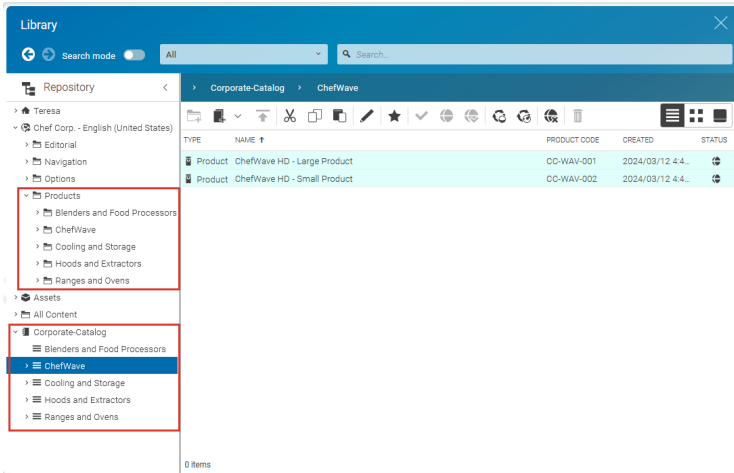 Library
Search mode
All
Search...
Repository
Corporate-Catalog > ChefWave
Teresa
Chef Corp. - English (United States)
Editorial
Navigation
Options
Products
Blenders and Food Processors
ChefWave
Cooling and Storage
Hoods and Extractors
Ranges and Ovens
Assets
All Content
Corporate-Catalog
Blenders and Food Processors
ChefWave
Cooling and Storage
Hoods and Extractors
Ranges and Ovens
TYPE NAME PRODUCT CODE CREATED STATUS
Product ChefWave HD - Large Product CC-WAV-001 2024/03/12 4:4...
Product ChefWave HD - Small Product CC-WAV-002 2024/03/12 4:4...
0 items